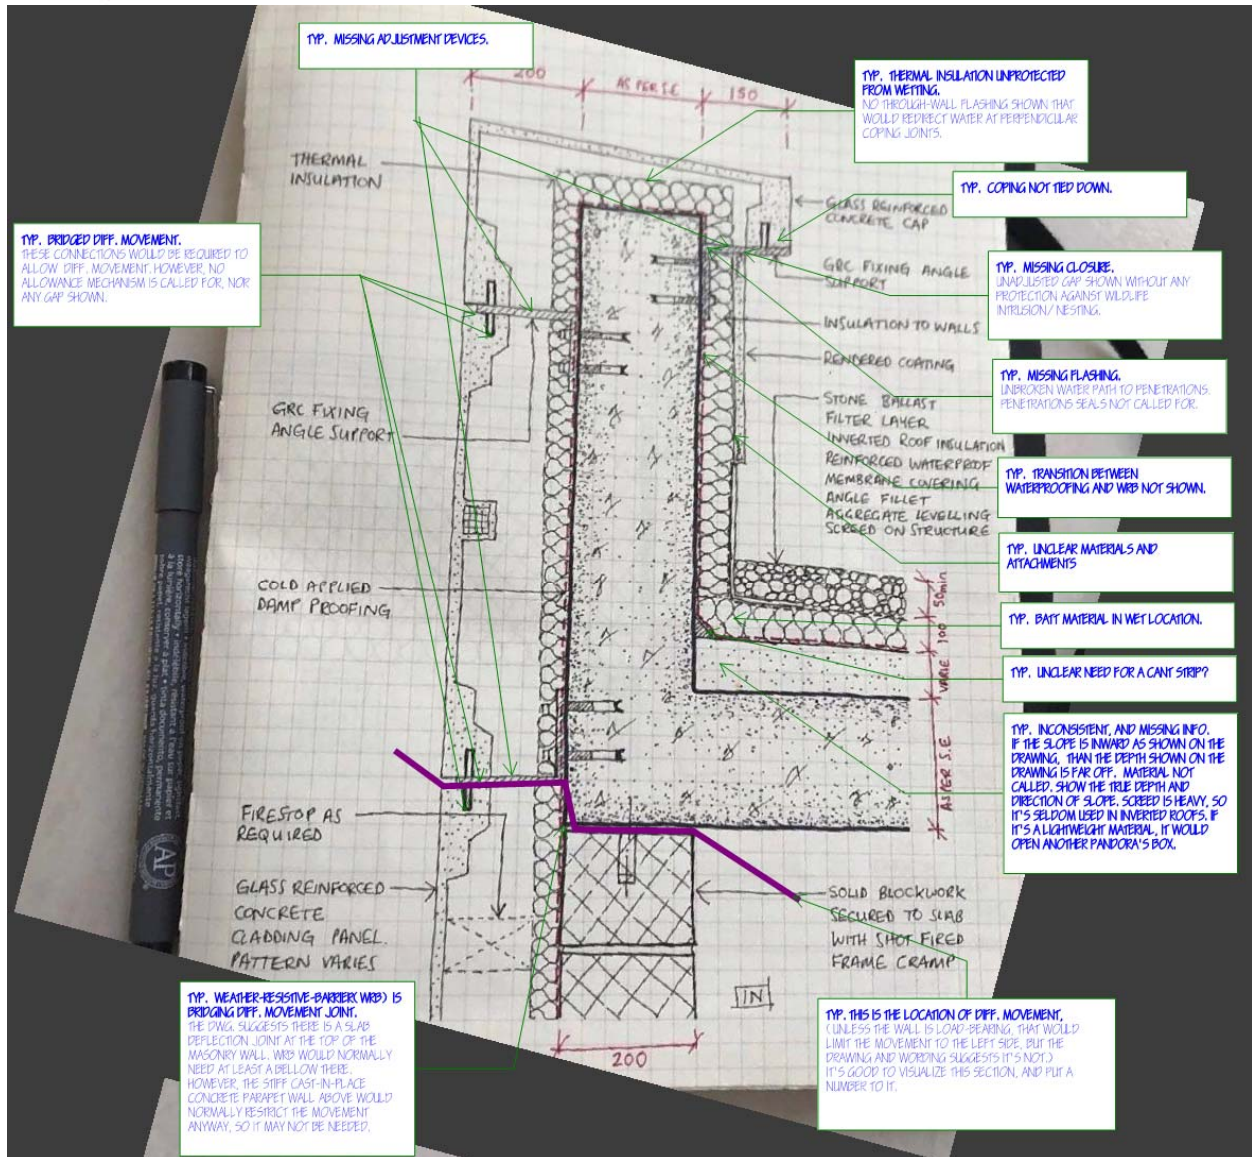 TYP. MISSING ADJUSTMENT DEVICES.
200
AS PER S.E
150
TYP. THERMAL INSULATION UNPROTECTED
FROM WETTING.
NO THROUGH-WALL FLASHING SHOWN THAT
WOULD REDIRECT WATER AT PERPENDICULAR
COPING JOINTS.
THERMAL
INSULATION
TYP. COPING NOT TIED DOWN.
GLASS REINFORCED
CONCRETE CAP
TYP. BRIDGED DIFF. MOVEMENT.
THESE CONNECTIONS WOULD BE REQUIRED TO
ALLOW DIFF. MOVEMENT. HOWEVER, NO
ALLOWANCE MECHANISM IS CALLED FOR, NOR
ANY GAP SHOWN.
GRC FIXING ANGLE
SUPPORT
TYP. MISSING CLOSURE.
UNADJUSTED GAP SHOWN WITHOUT ANY
PROTECTION AGAINST WILDLIFE
INTRUSION/ NESTING.
INSULATION TO WALLS
RENDERED COATING
TYP. MISSING FLASHING.
UNBROKEN WATER PATH TO PENETRATIONS.
PENETRATIONS SEALS NOT CALLED FOR.
GRC FIXING
ANGLE SUPPORT
STONE BALLAST
FILTER LAYER
INVERTED ROOF INSULATION
REINFORCED WATERPROOF
MEMBRANE COVERING
ANGLE FILLET
AGGREGATE LEVELLING
SCREED ON STRUCTURE
TYP. TRANSITION BETWEEN
WATERPROOFING AND WRB NOT SHOWN.
TYP. UNCLEAR MATERIALS AND
ATTACHMENTS
COLD APPLIED
DAMP PROOFING
50min
100
VARIE
AS PER S.E
TYP. BATT MATERIAL IN WET LOCATION.
TYP. UNCLEAR NEED FOR A CANT STRIP?
TYP. INCONSISTENT, AND MISSING INFO.
IF THE SLOPE IS INWARD AS SHOWN ON THE
DRAWING, THAN THE DEPTH SHOWN ON THE
DRAWING IS FAR OFF. MATERIAL NOT
CALLED. SHOW THE TRUE DEPTH AND
DIRECTION OF SLOPE. SCREED IS HEAVY, SO
IT'S SELDOM USED IN INVERTED ROOFS. IF
IT'S A LIGHTWEIGHT MATERIAL, IT WOULD
OPEN ANOTHER PANDORA'S BOX.
FIRESTOP AS
REQUIRED
AP
GLASS REINFORCED
CONCRETE
CLADDING PANEL.
PATTERN VARIES
SOLID BLOCKWORK
SECURED TO SLAB
WITH SHOT FIRED
FRAME CRAMP
IN
200
TYP. WEATHER-RESISTIVE-BARRIER( WRB) IS
BRIDGING DIFF. MOVEMENT JOINT.
THE DWG. SUGGESTS THERE IS A SLAB
DEFLECTION JOINT AT THE TOP OF THE
MASONRY WALL. WRB WOULD NORMALLY
NEED AT LEAST A BELLOW THERE.
HOWEVER, THE STIFF CAST-IN-PLACE
CONCRETE PARAPET WALL ABOVE WOULD
NORMALLY RESTRICT THE MOVEMENT
ANYWAY, SO IT MAY NOT BE NEEDED.
TYP. THIS IS THE LOCATION OF DIFF. MOVEMENT,
( UNLESS THE WALL IS LOAD-BEARING, THAT WOULD
LIMIT THE MOVEMENT TO THE LEFT SIDE, BUT THE
DRAWING AND WORDING SUGGESTS IT'S NOT.)
IT'S GOOD TO VISUALIZE THIS SECTION, AND PUT A
NUMBER TO IT.